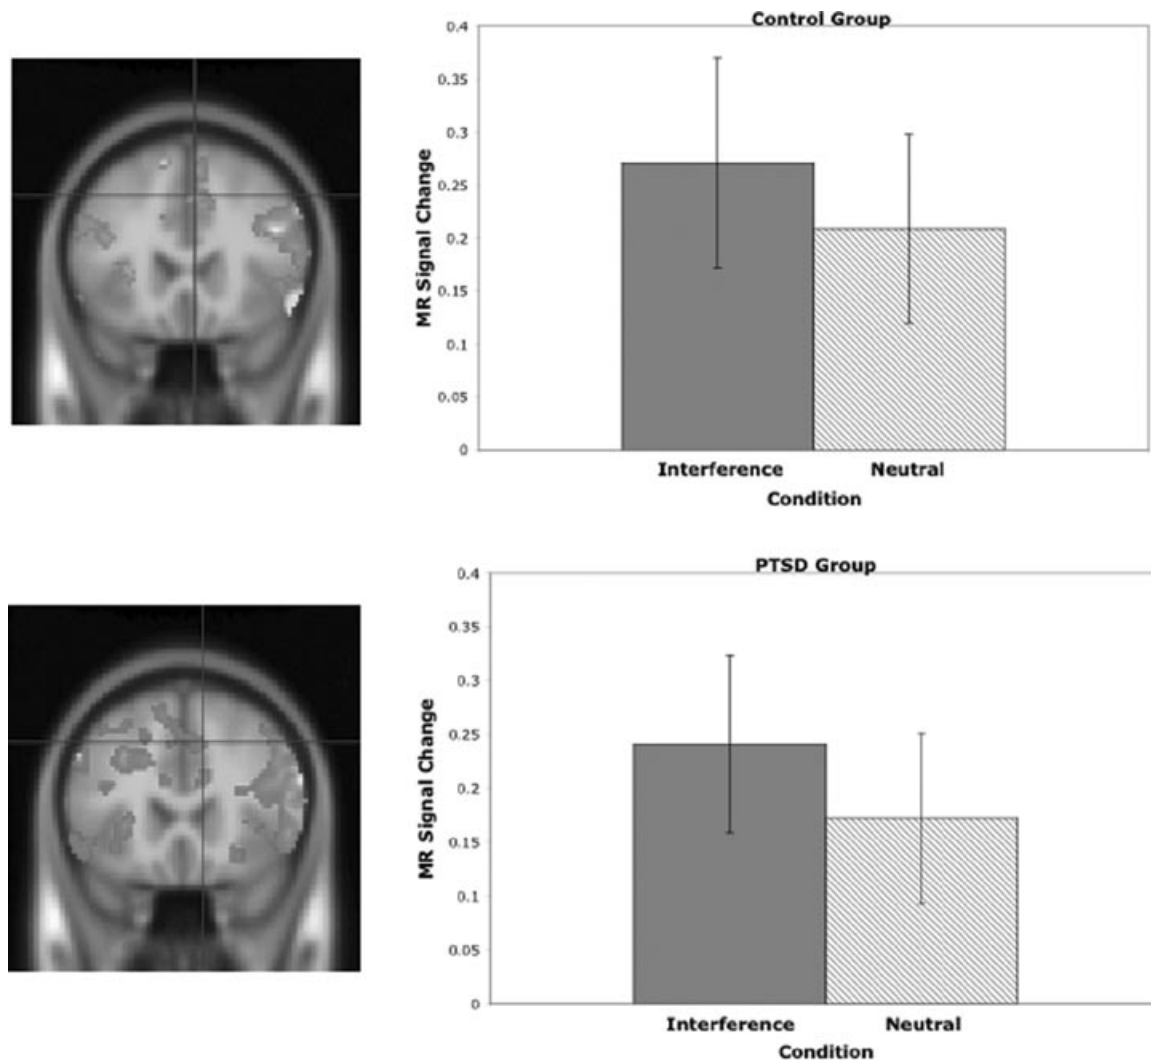 Control Group
0.4
0.35
0.3
0.25
0.2
0.15
0.1
0.05
0
MR Signal Change
Interference Neutral
Condition
PTSD Group
0.4
0.35
0.3
0.25
0.2
0.15
0.1
0.05
0
MR Signal Change
Interference Neutral
Condition